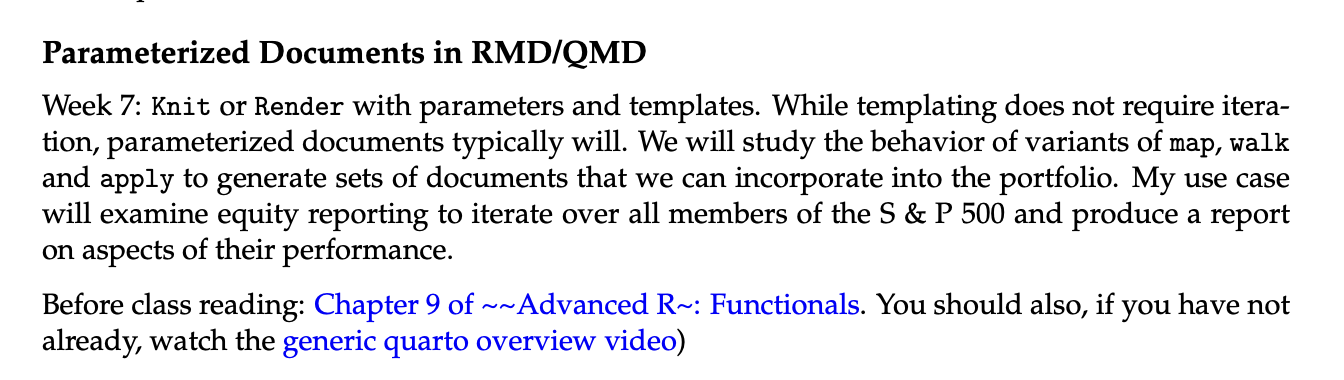 Parameterized Documents in RMD/QMD
Week 7: Knit or Render with parameters and templates. While templating does not require itera-
tion, parameterized documents typically will. We will study the behavior of variants of map, walk
and apply to generate sets of documents that we can incorporate into the portfolio. My use case
will examine equity reporting to iterate over all members of the S & P 500 and produce a report
on aspects of their performance.
Before class reading: Chapter 9 of ~~Advanced R~: Functionals. You should also, if you have not
already, watch the generic quarto overview video)